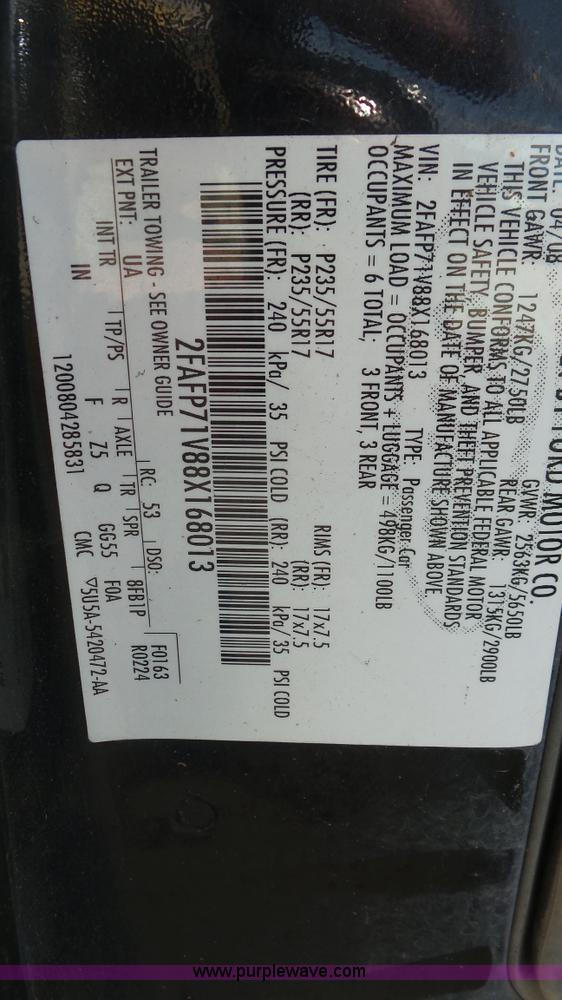 FORD MOTOR CO.
DATE: 04/08 GVWR: 2563KG/5650LB
FRONT GAWR: 1247KG/2750LB REAR GAWR: 1315KG/2900LB
THIS VEHICLE CONFORMS TO ALL APPLICABLE FEDERAL MOTOR
VEHICLE SAFETY, BUMPER, AND THEFT PREVENTION STANDARDS
IN EFFECT ON THE DATE OF MANUFACTURE SHOWN ABOVE.
VIN: 2FAFP71V88X168013 TYPE: Passenger Car
MAXIMUM LOAD = OCCUPANTS + LUGGAGE = 498KG/1100LB
OCCUPANTS = 6 TOTAL; 3 FRONT, 3 REAR
TIRE (FR): P235/55R17 RIMS (FR): 17x7.5
(RR): P235/55R17 (RR): 17x7.5
PRESSURE (FR): 240 kPa/ 35 PSI COLD (RR): 240 kPa/ 35 PSI COLD
2FAFP71V88X168013
TRAILER TOWING - SEE OWNER GUIDE
EXT PNT: UA RC: 53 DSO: F0163
R0224
INT TR TP/PS R AXLE TR SPR 8FB1P
IN F Z5 Q GG55 F0A
1200804285831 CMC ▽5U5A-5420472-AA
www.purplewave.com